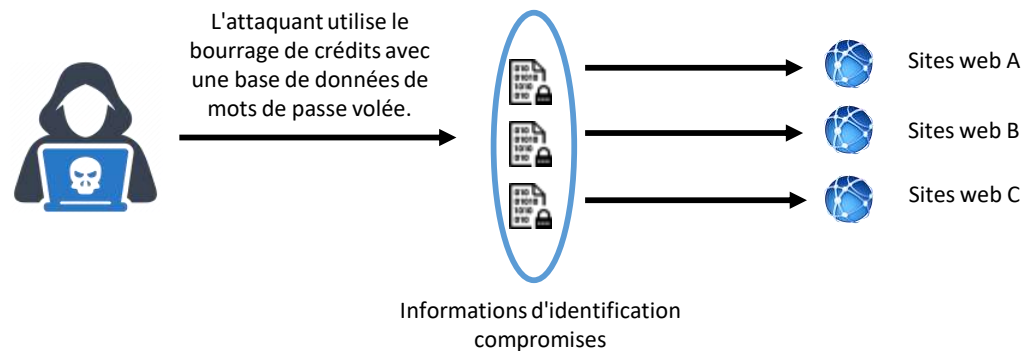 L'attaquant utilise le
bourrage de crédits avec
une base de données de
mots de passe volée.
Sites web A
Sites web B
Sites web C
Informations d'identification
compromises